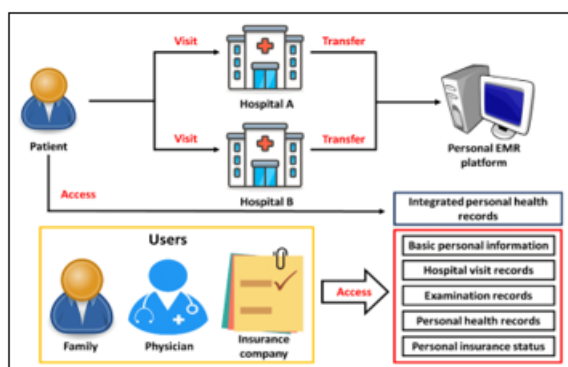 Visit
Transfer
Hospital A
Visit
Transfer
Patient
Hospital B
Personal EMR
platform
Access
Integrated personal health
records
Users
Basic personal information
Hospital visit records
Access
Examination records
Personal health records
Personal insurance status
Family
Physician
Insurance
company